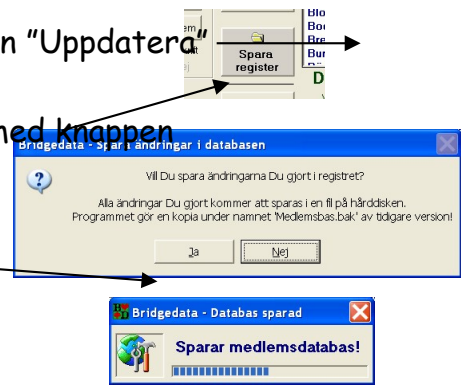 Blo
n "Uppdatera"
Spara
register
D
ned knappen
Bridgedata - Spara ändringar i databasen
Vill Du spara ändringarna Du gjort i registret?
Alla ändringar Du gjort kommer att sparas i en fil på hårddisken.
Programmet gör en kopia under namnet 'Medlemsbas.bak' av tidigare version!
Ja
Nej
Bridgedata - Databas sparad
Sparar medlemsdatabas!